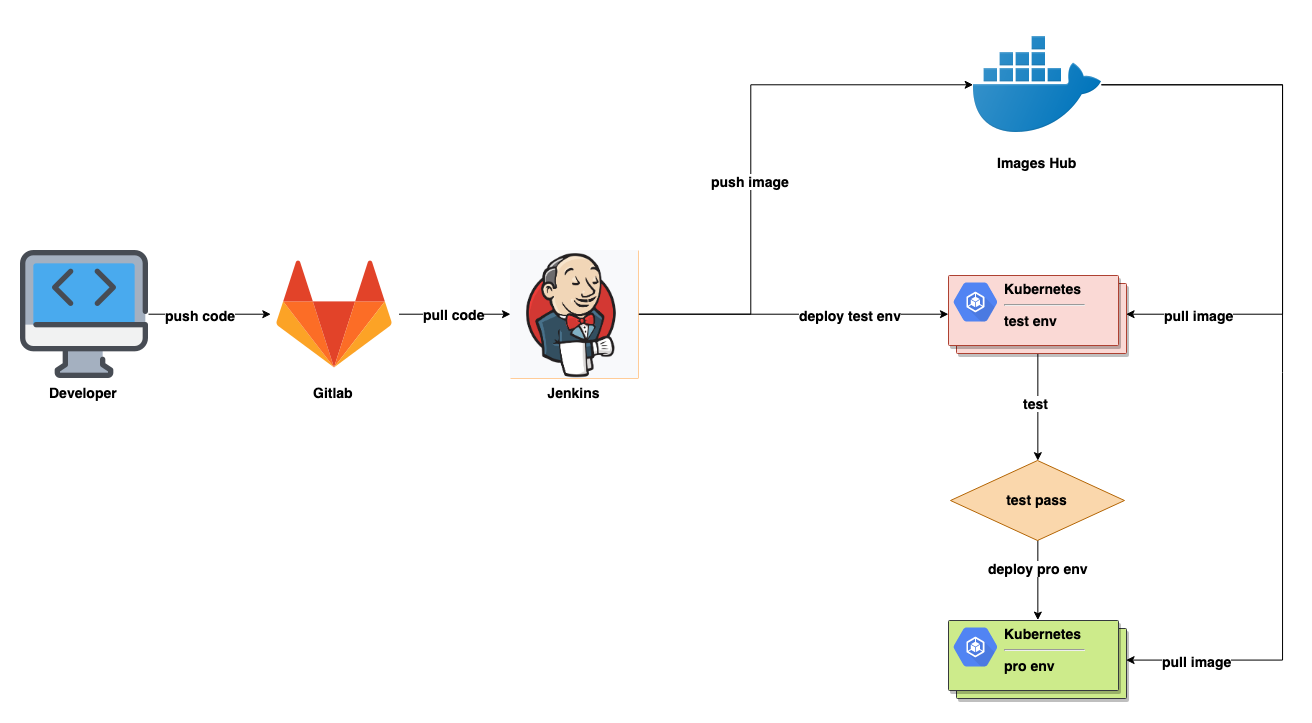 Images Hub
push image
push code
pull code
deploy test env
Kubernetes
test env
pull image
Developer
Gitlab
Jenkins
test
test pass
deploy pro env
Kubernetes
pro env
pull image